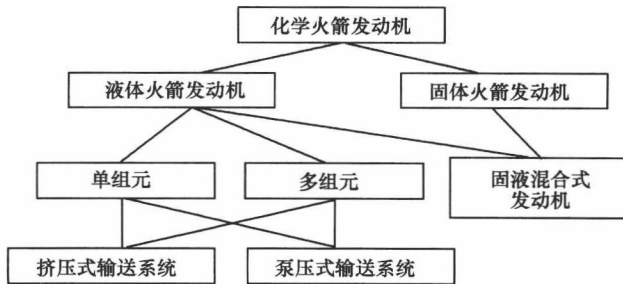 化学火箭发动机
液体火箭发动机
固体火箭发动机
单组元
多组元
固液混合式
发动机
挤压式输送系统
泵压式输送系统